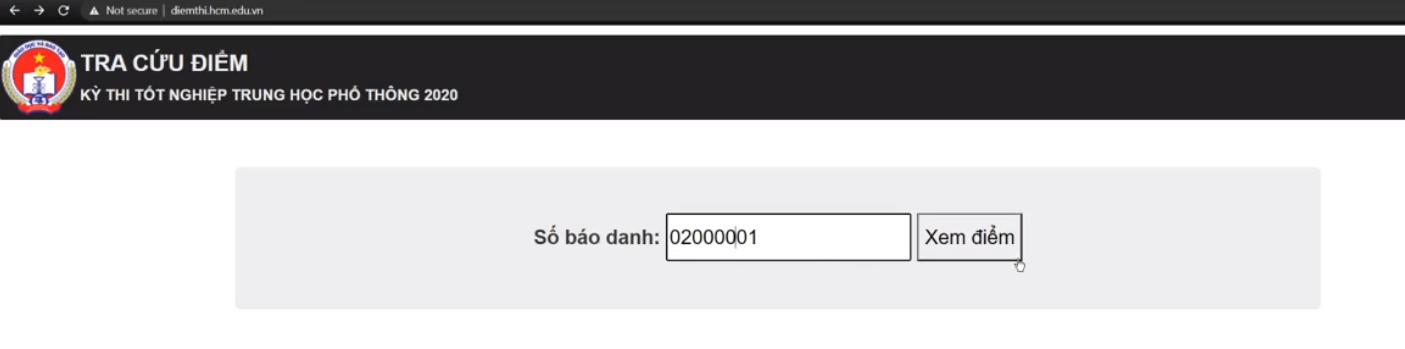 Not secure | diemthi.hcm.edu.vn
TRA CỨU ĐIỂM
KỲ THI TỐT NGHIỆP TRUNG HỌC PHỔ THÔNG 2020
Số báo danh: 02000001 Xem điểm